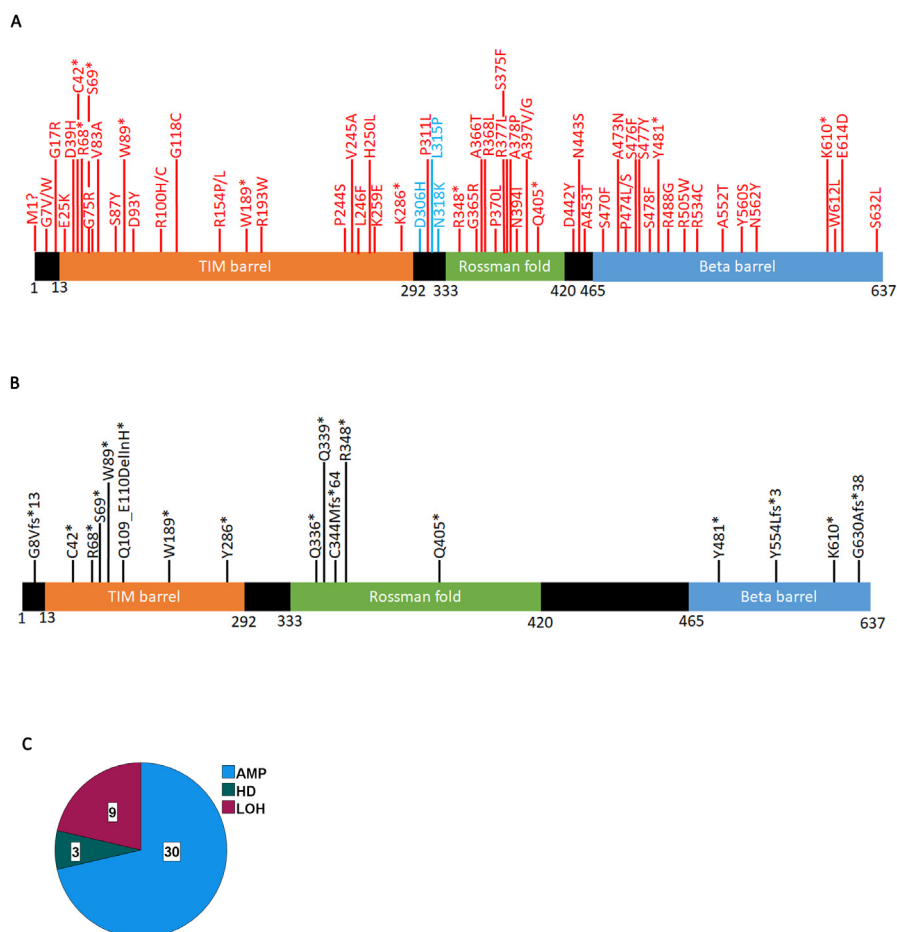 A
M1?
G7V/W
G17R
E25K
D39H
C42*
R68*
S69*
G75R
V83A
S87Y
W89*
D93Y
R100H/C
G118C
R154P/L
W189*
R193W
P244S
V245A
L246F
H250L
K259E
K286*
D306H
P311L
L315P
N318K
R348*
G365R
A366T
R368L
P370L
S375F
R377L
A378P
N394I
A397V/G
Q405*
D442Y
N443S
A453T
S470F
A473N
P474L/S
S476F
S477Y
S478F
Y481*
R488G
R505W
R534C
A552T
Y560S
N562Y
K610*
W612L
E614D
S632L
TIM barrel Rossman fold Beta barrel
1 13 292 333 420 465 637
B
G8Vfs*13
C42*
R68*
S69*
W89*
Q109_E110DelInH*
W189*
Y286*
Q336*
Q339*
C344Mfs*64
R348*
Q405*
Y481*
Y554Lfs*3
K610*
G630Afs*38
TIM barrel Rossman fold Beta barrel
1 13 292 333 420 465 637
C
AMP
HD
LOH
9
3
30